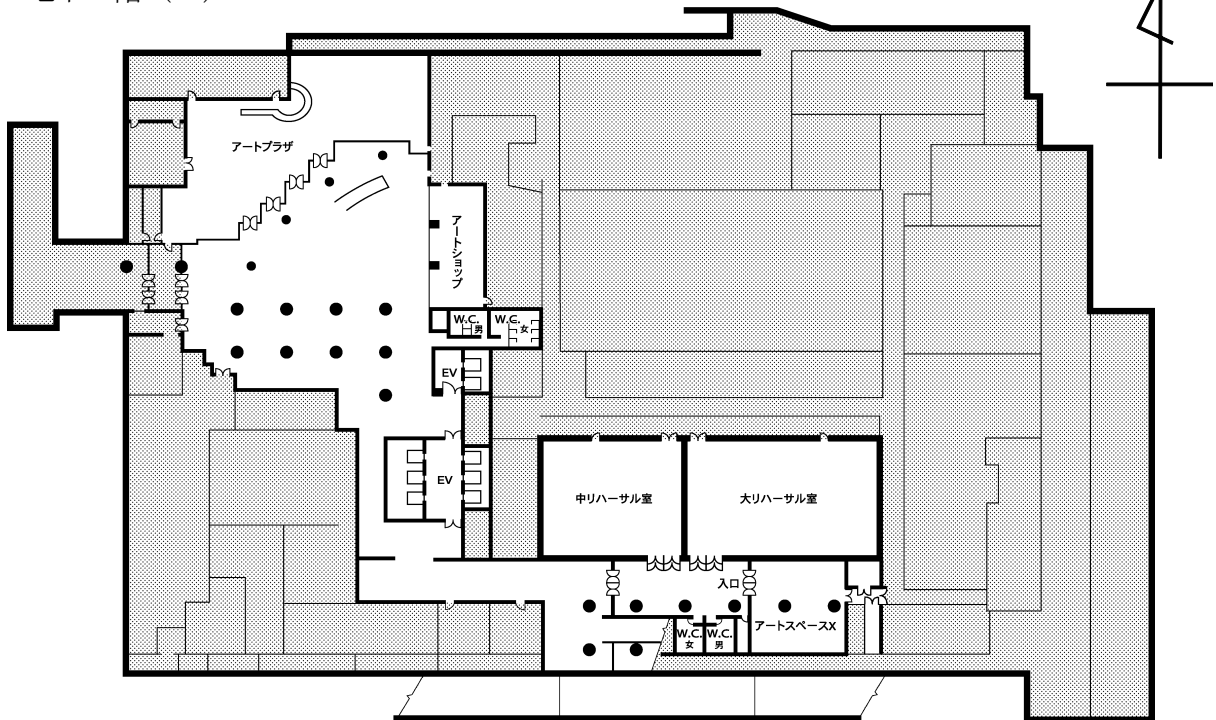 アートプラザ
アートショップ
W.C.
男
W.C.
女
EV
EV
中リハーサル室
大リハーサル室
入口
アートスペースX
W.C.
女
W.C.
男